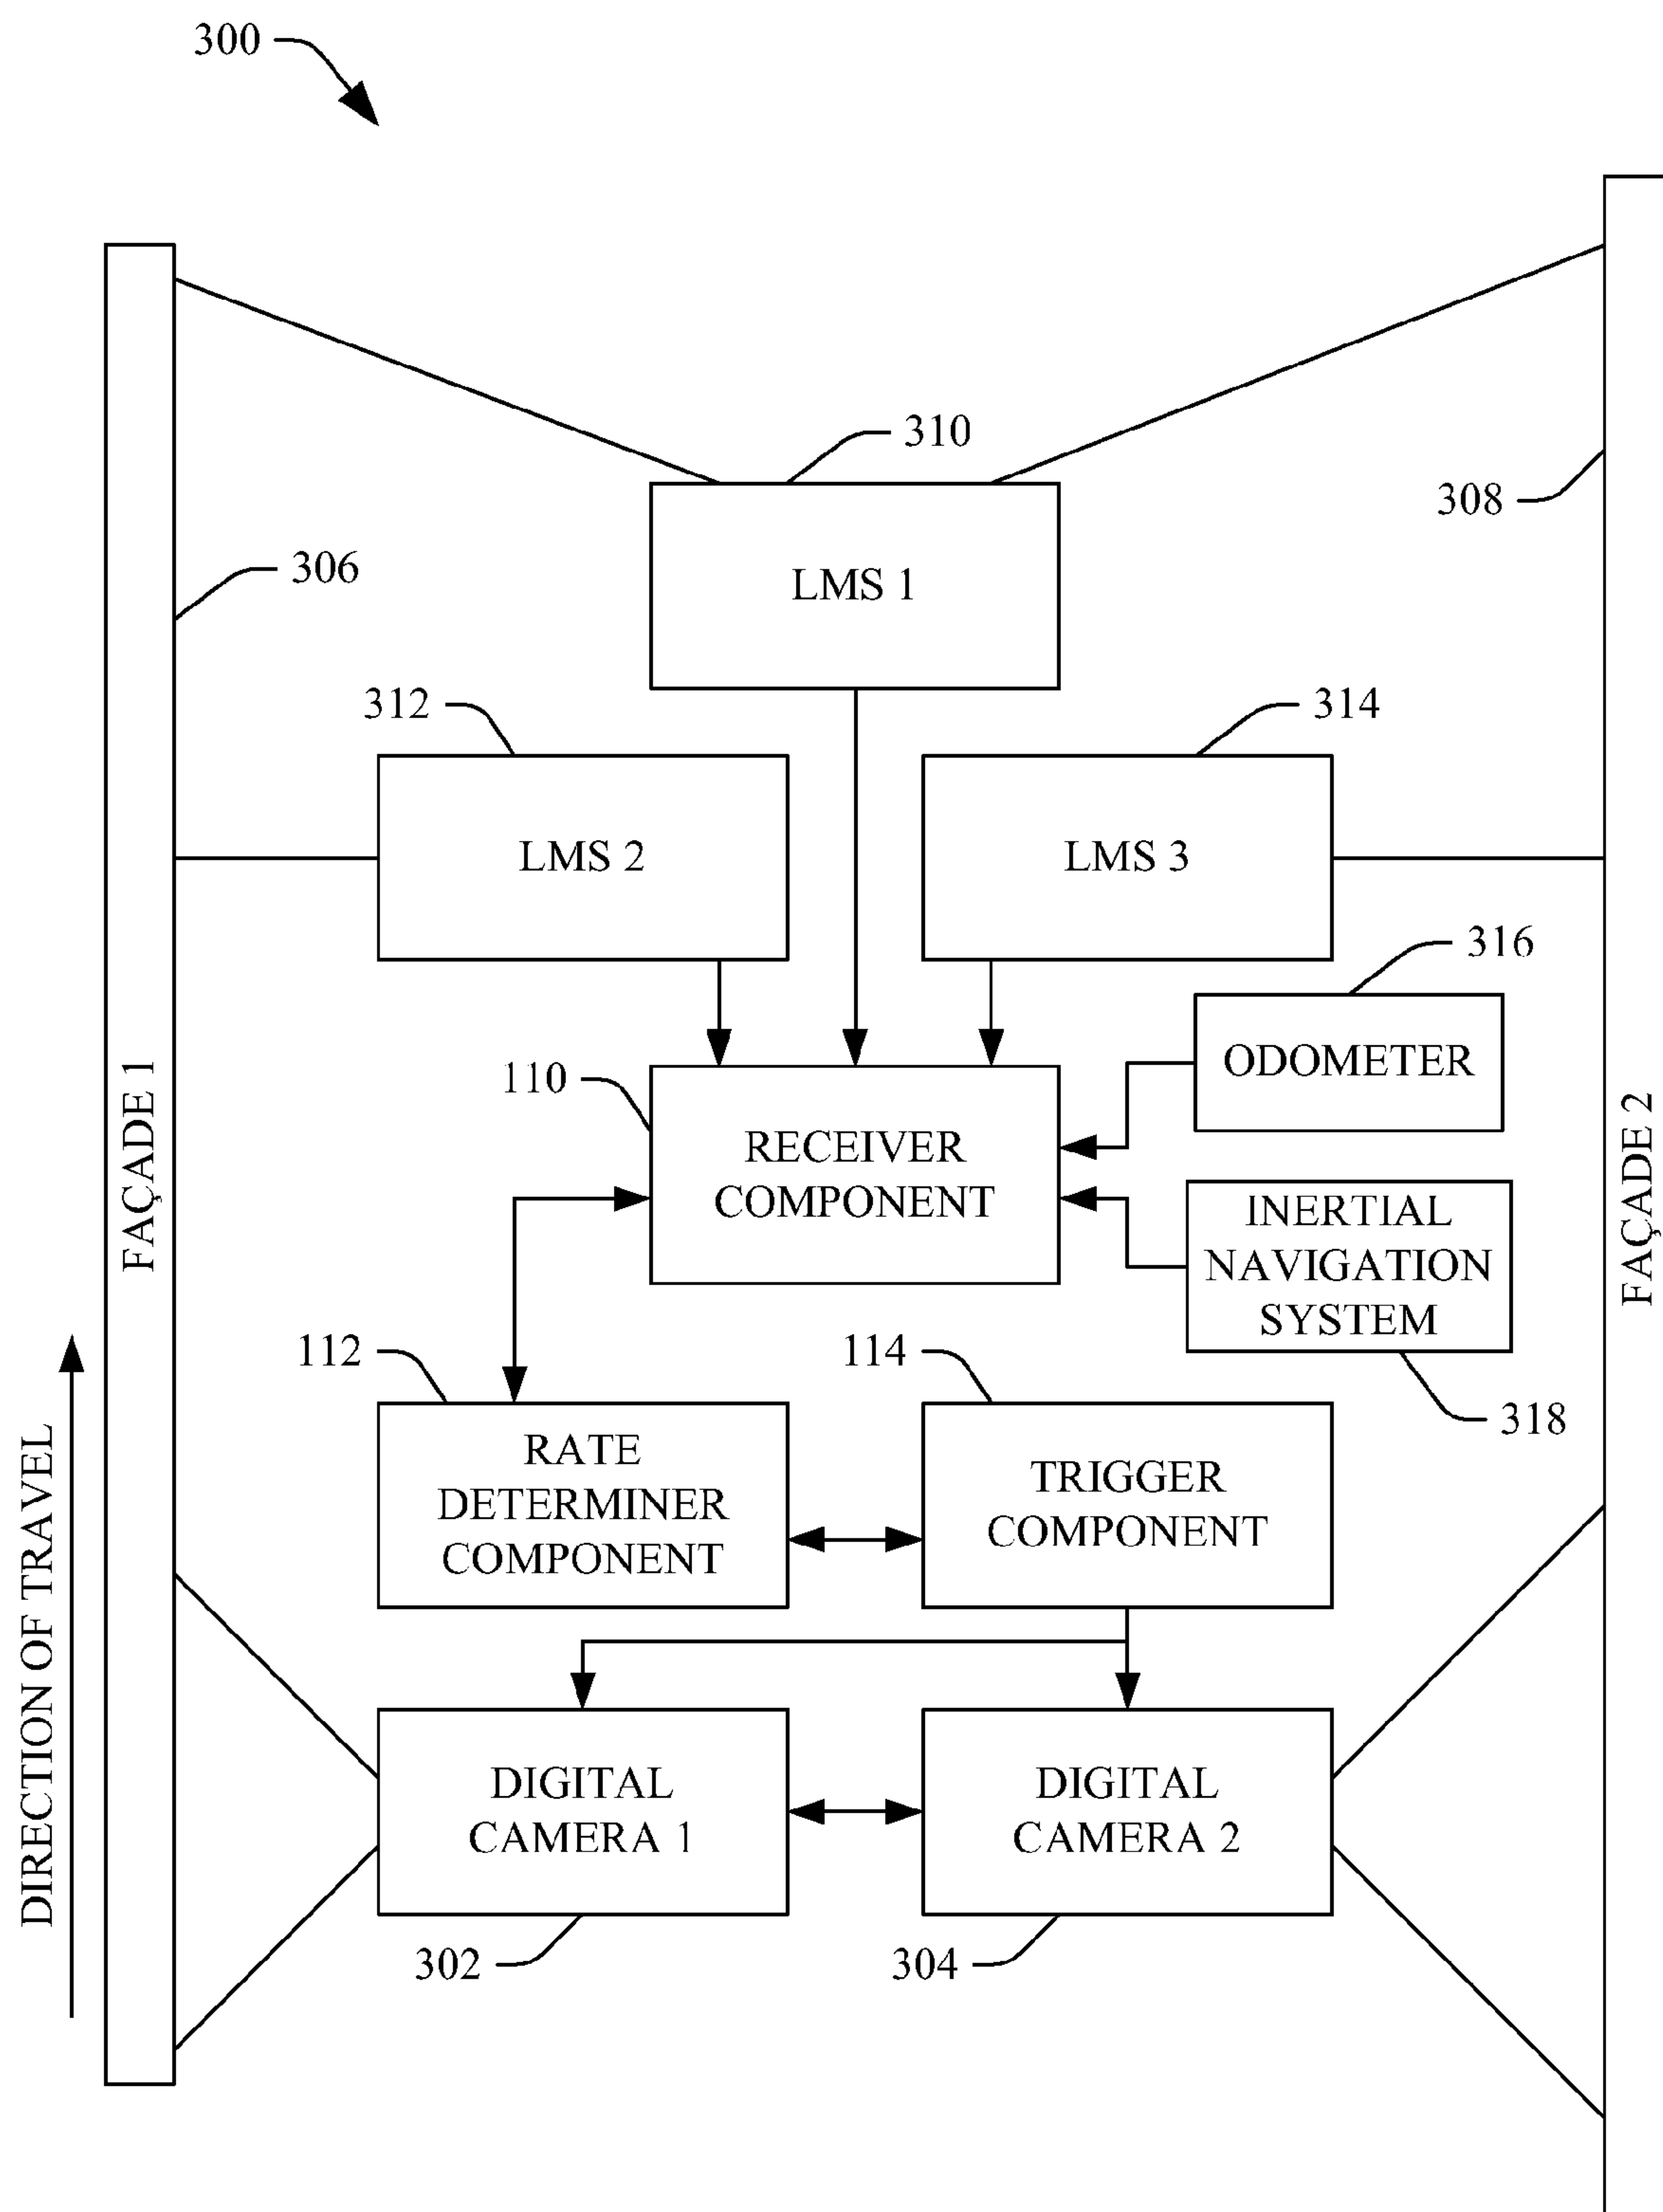 300
310
308
306
LMS 1
312
314
LMS 2
LMS 3
316
ODOMETER
110
RECEIVER
COMPONENT
FAÇADE 1
FAÇADE 2
INERTIAL
NAVIGATION
SYSTEM
318
112
114
RATE
DETERMINER
COMPONENT
TRIGGER
COMPONENT
DIRECTION OF TRAVEL
DIGITAL
CAMERA 1
DIGITAL
CAMERA 2
302
304